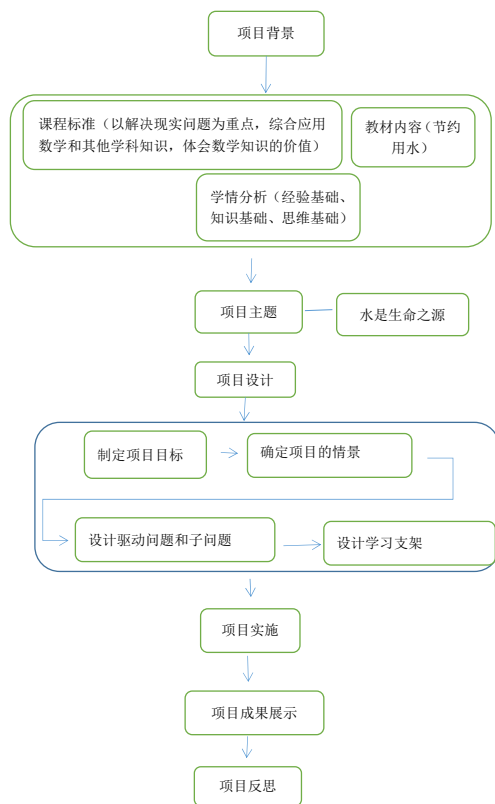 项目背景
课程标准（以解决现实问题为重点，综合应用
数学和其他学科知识，体会数学知识的价值）
教材内容（节约
用水）
学情分析（经验基础、
知识基础、思维基础）
项目主题
水是生命之源
项目设计
制定项目目标
确定项目的情景
设计驱动问题和子问题
设计学习支架
项目实施
项目成果展示
项目反思